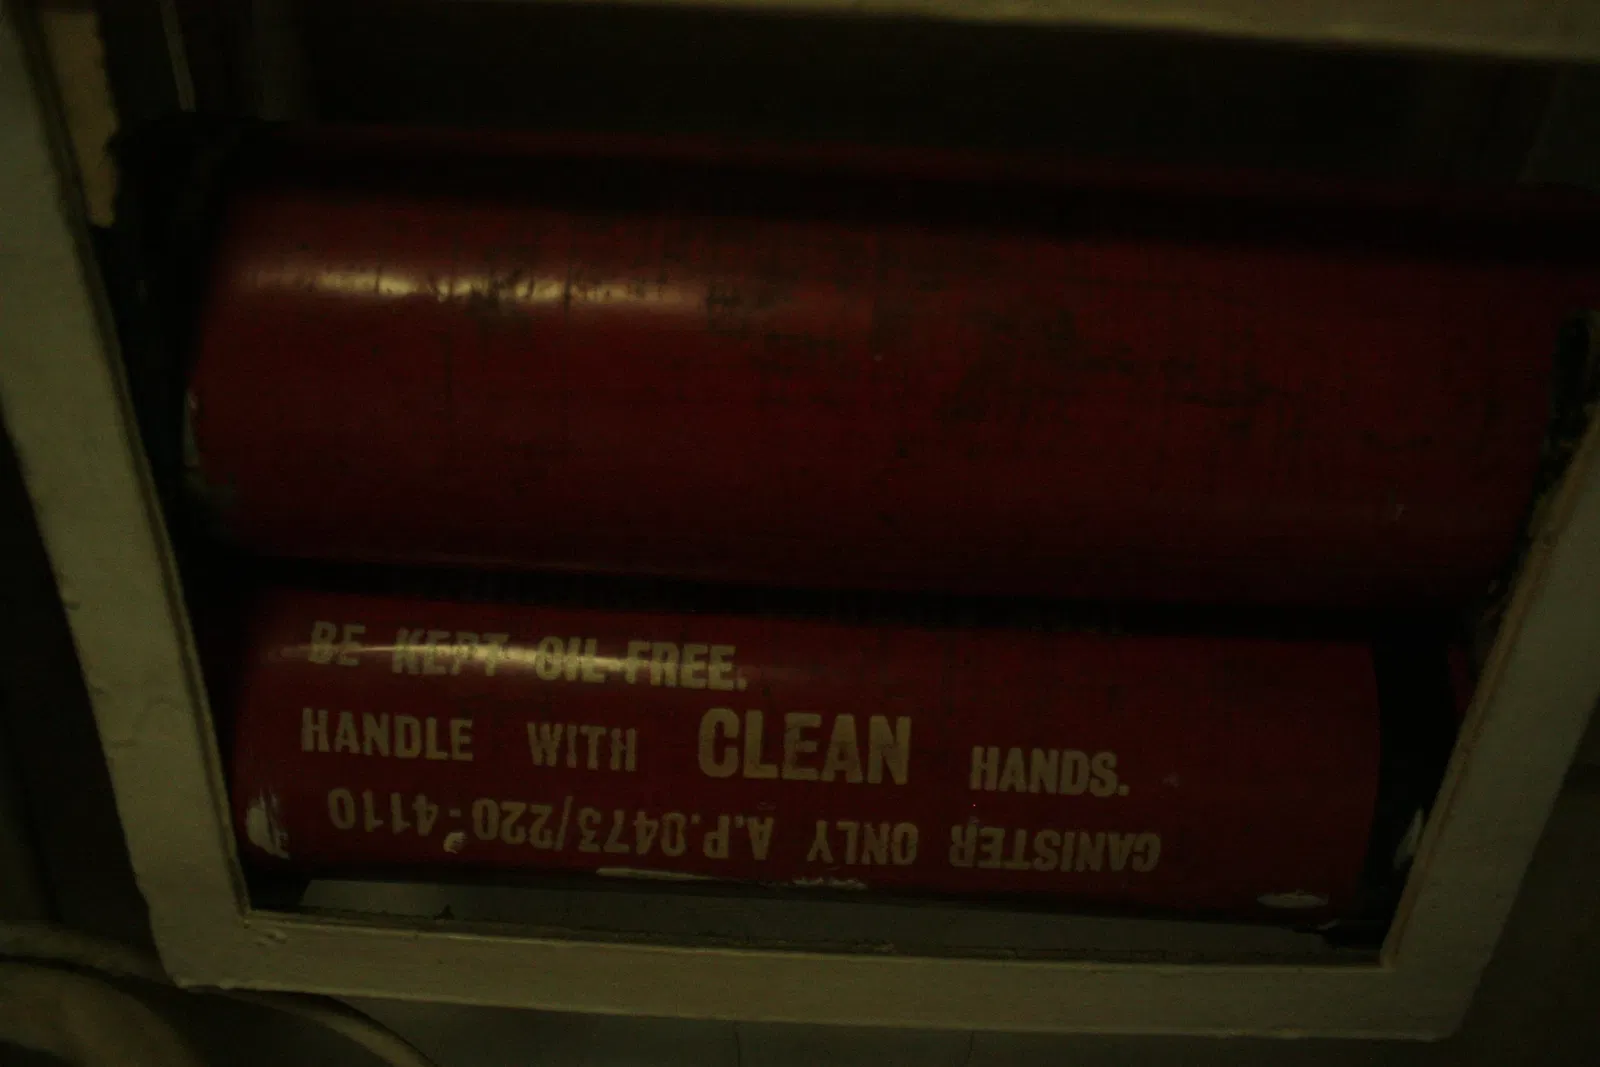 BE KEPT OIL-FREE.
HANDLE WITH CLEAN HANDS.
CANISTER ONLY A.P.0473/220-4110